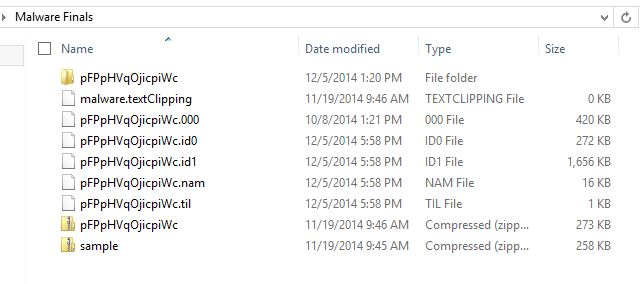 Malware Finals
Name Date modified Type Size
pFPpHVqOjicpiWc 12/5/2014 1:20 PM File folder
malware.textClipping 11/19/2014 9:46 AM TEXTCLIPPING File 0 KB
pFPpHVqOjicpiWc.000 10/8/2014 1:21 PM 000 File 420 KB
pFPpHVqOjicpiWc.id0 12/5/2014 5:58 PM ID0 File 272 KB
pFPpHVqOjicpiWc.id1 12/5/2014 5:58 PM ID1 File 1,656 KB
pFPpHVqOjicpiWc.nam 12/5/2014 5:58 PM NAM File 16 KB
pFPpHVqOjicpiWc.til 12/5/2014 5:58 PM TIL File 1 KB
pFPpHVqOjicpiWc 11/19/2014 9:46 AM Compressed (zipp... 273 KB
sample 11/19/2014 9:45 AM Compressed (zipp... 258 KB